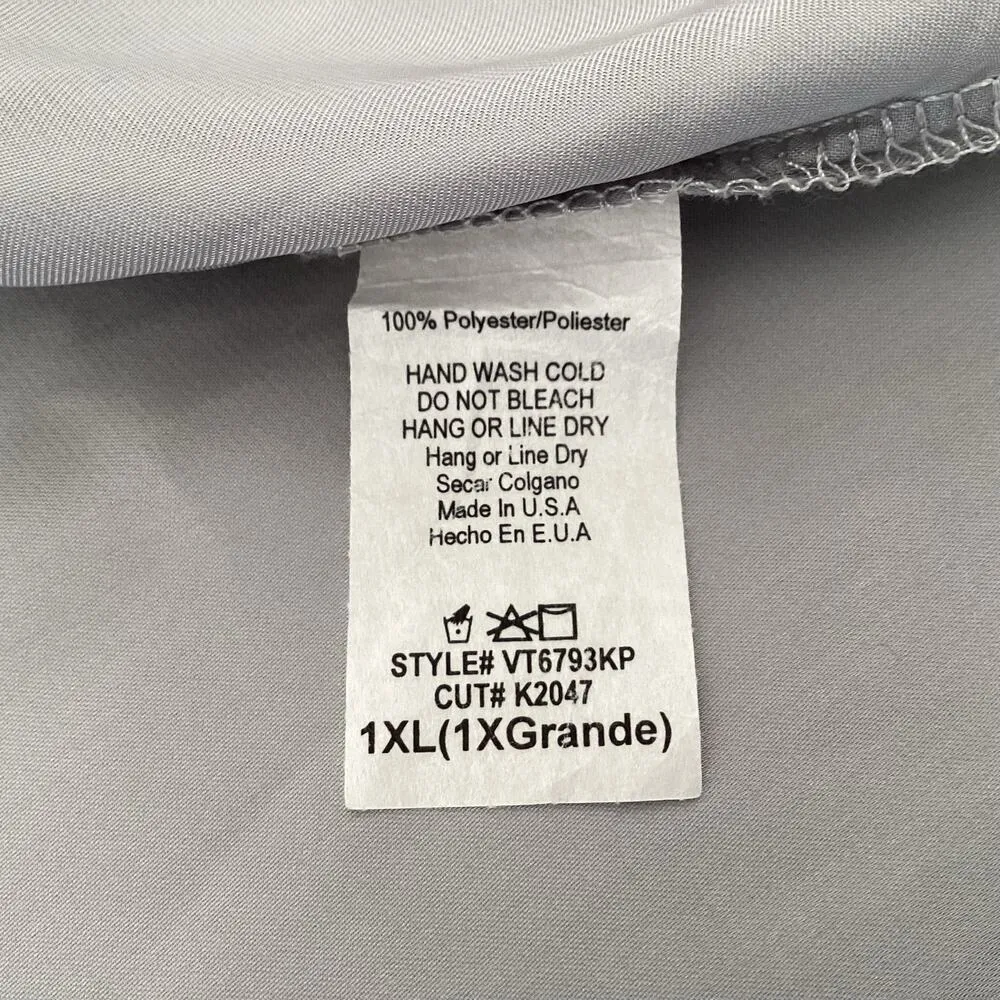 100% Polyester/Poliester
HAND WASH COLD
DO NOT BLEACH
HANG OR LINE DRY
Hang or Line Dry
Secar Colgano
Made In U.S.A
Hecho En E.U.A
STYLE# VT6793KP
CUT# K2047
1XL(1XGrande)